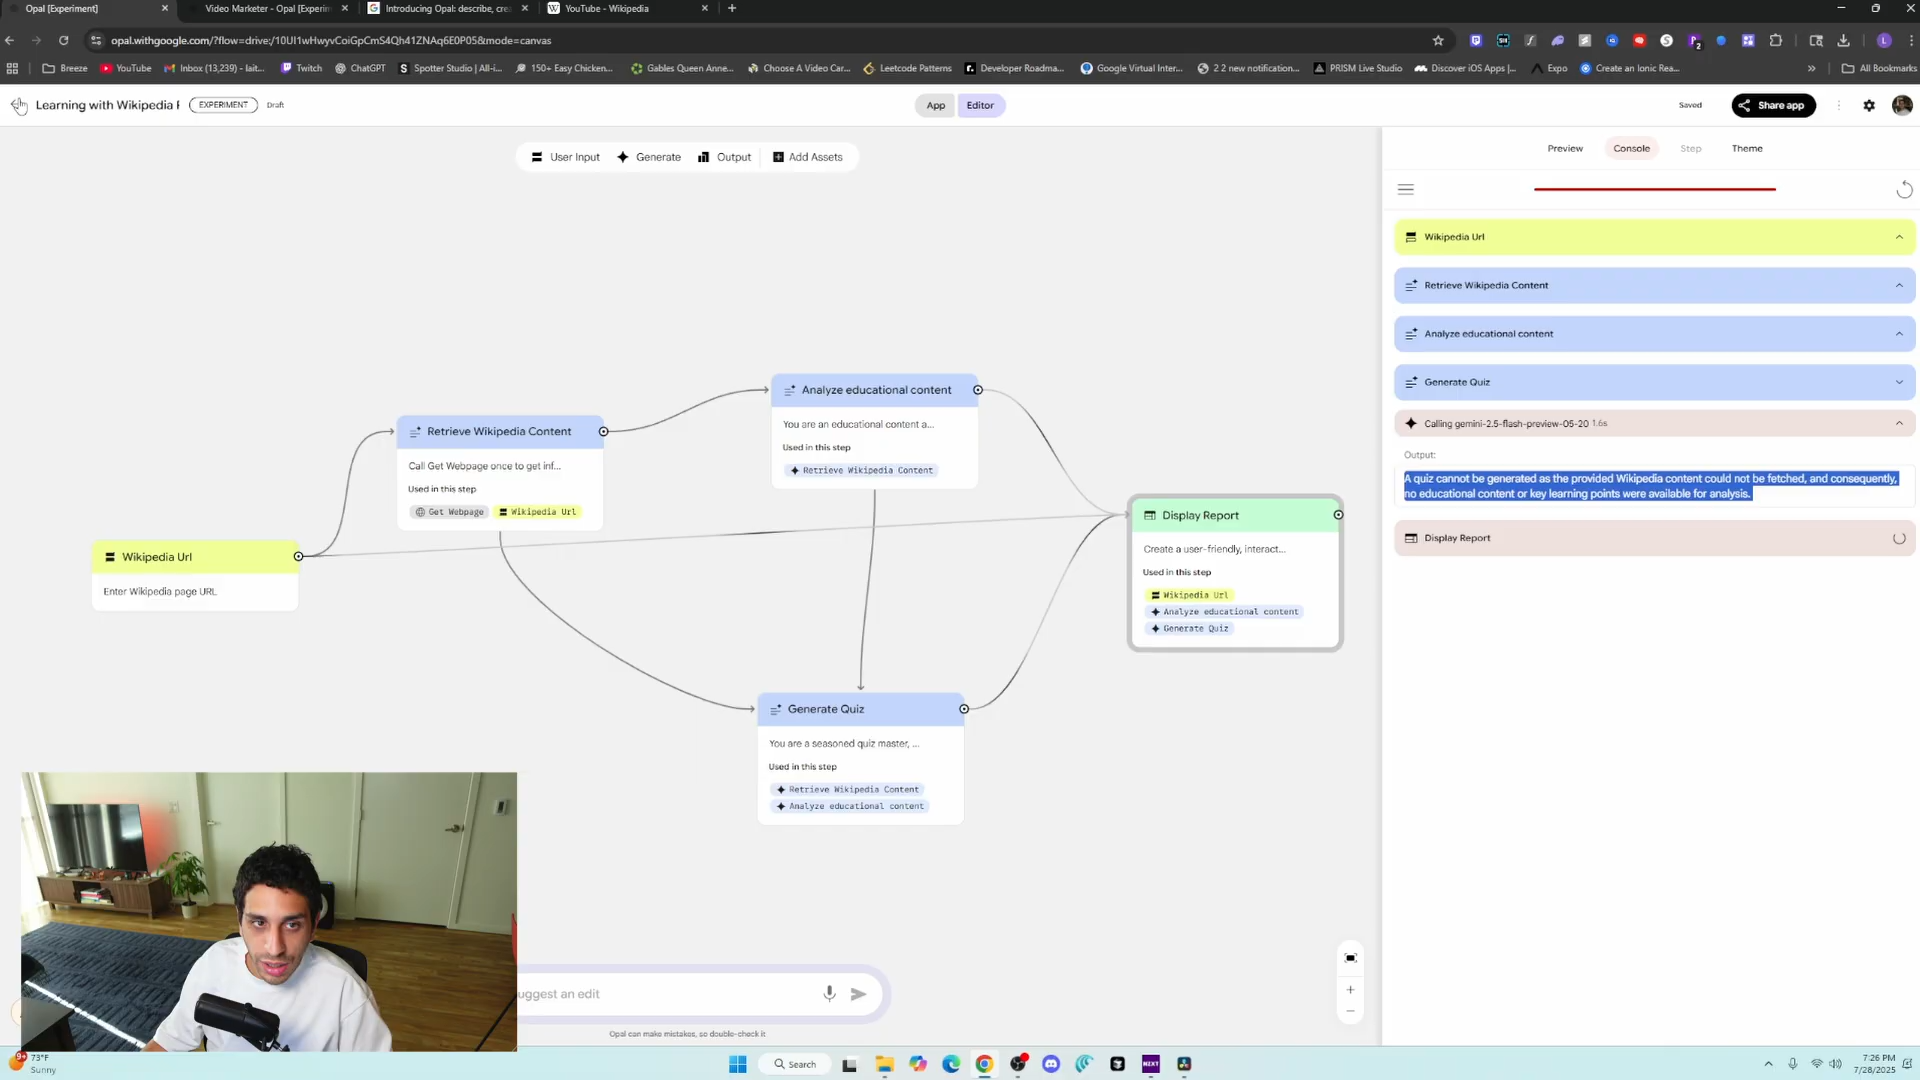 Opal [Experiment]
Video Marketer - Opal [Experim
Introducing Opal: describe, crea
YouTube - Wikipedia
opal.withgoogle.com/?flow=drive:/10UI1wHwyvCoiGpCmS4Qh41ZNAq6E0P05&mode=canvas
Breeze
YouTube
Inbox (13,239) - lait...
Twitch
ChatGPT
Spotter Studio | All-i...
150+ Easy Chicken...
Gables Queen Anne...
Choose A Video Car...
Leetcode Patterns
Developer Roadma...
Google Virtual Inter...
2 2 new notification...
PRISM Live Studio
Discover iOS Apps |...
Expo
Create an Ionic Rea...
All Bookmarks
Learning with Wikipedia
EXPERIMENT
Draft
App
Editor
Saved
Share app
User Input
Generate
Output
Add Assets
Preview
Console
Step
Theme
Wikipedia Url
Retrieve Wikipedia Content
Analyze educational content
Generate Quiz
Calling gemini-2.5-flash-preview-05-20 1.6s
Output:
A quiz cannot be generated as the provided Wikipedia content could not be fetched, and consequently,
no educational content or key learning points were available for analysis.
Display Report
Analyze educational content
You are an educational content a...
Used in this step
Retrieve Wikipedia Content
Retrieve Wikipedia Content
Call Get Webpage once to get inf...
Used in this step
Get Webpage
Wikipedia Url
Wikipedia Url
Enter Wikipedia page URL
Display Report
Create a user-friendly, interact...
Used in this step
Wikipedia Url
Analyze educational content
Generate Quiz
Generate Quiz
You are a seasoned quiz master, ...
Used in this step
Retrieve Wikipedia Content
Analyze educational content
uggest an edit
Opal can make mistakes, so double-check it
9+
73°F
Sunny
Search
NZXT
7:26 PM
7/28/2025